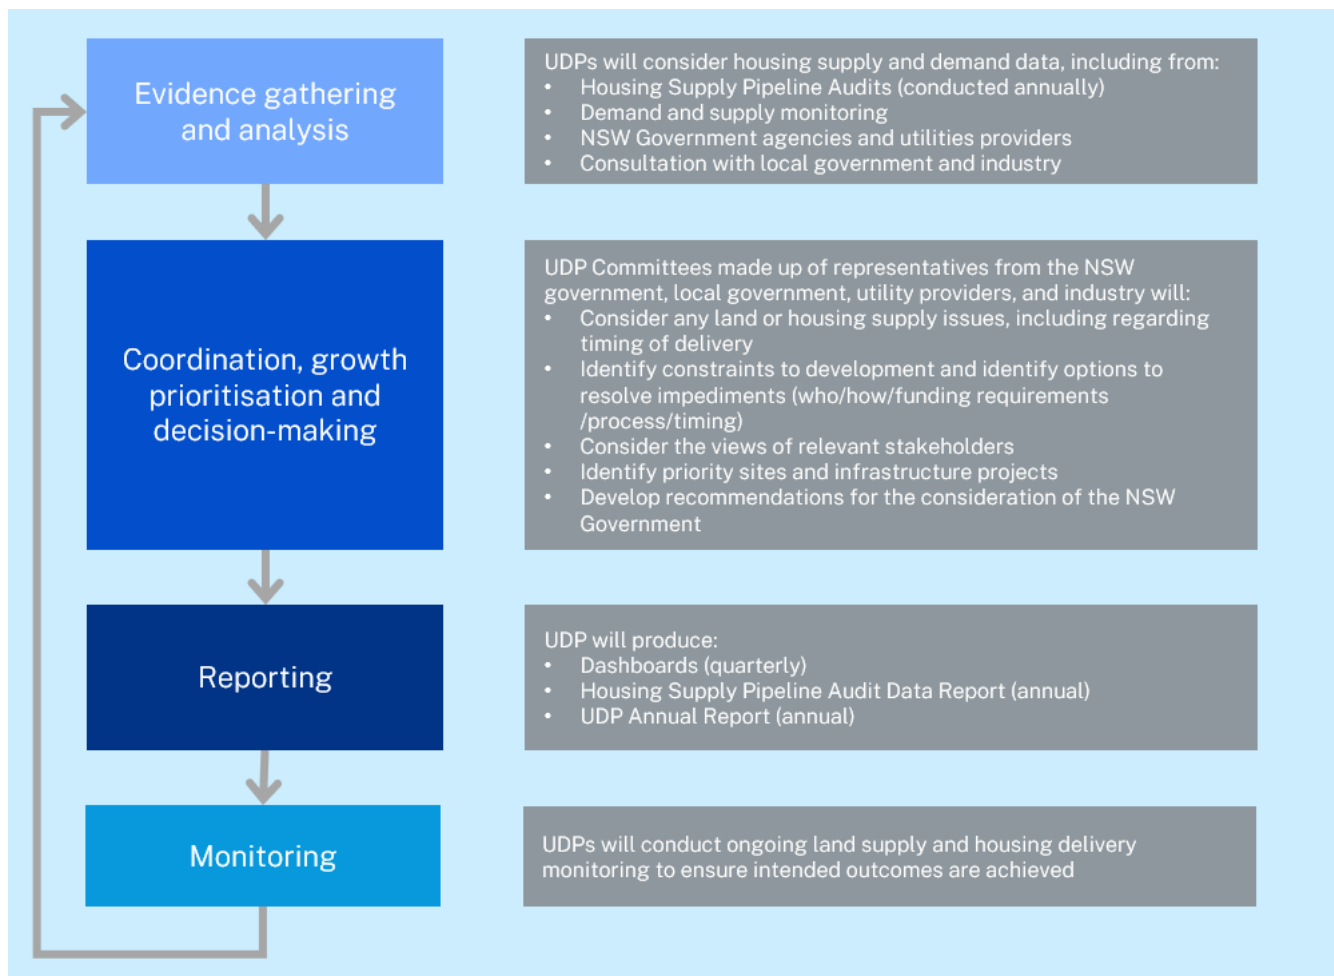 Evidence gathering
and analysis
UDPs will consider housing supply and demand data, including from:
• Housing Supply Pipeline Audits (conducted annually)
• Demand and supply monitoring
• NSW Government agencies and utilities providers
• Consultation with local government and industry
Coordination, growth
prioritisation and
decision-making
UDP Committees made up of representatives from the NSW
government, local government, utility providers, and industry will:
• Consider any land or housing supply issues, including regarding
timing of delivery
• Identify constraints to development and identify options to
resolve impediments (who/how/funding requirements
/process/timing)
• Consider the views of relevant stakeholders
• Identify priority sites and infrastructure projects
• Develop recommendations for the consideration of the NSW
Government
Reporting
UDP will produce:
• Dashboards (quarterly)
• Housing Supply Pipeline Audit Data Report (annual)
• UDP Annual Report (annual)
Monitoring
UDPs will conduct ongoing land supply and housing delivery
monitoring to ensure intended outcomes are achieved